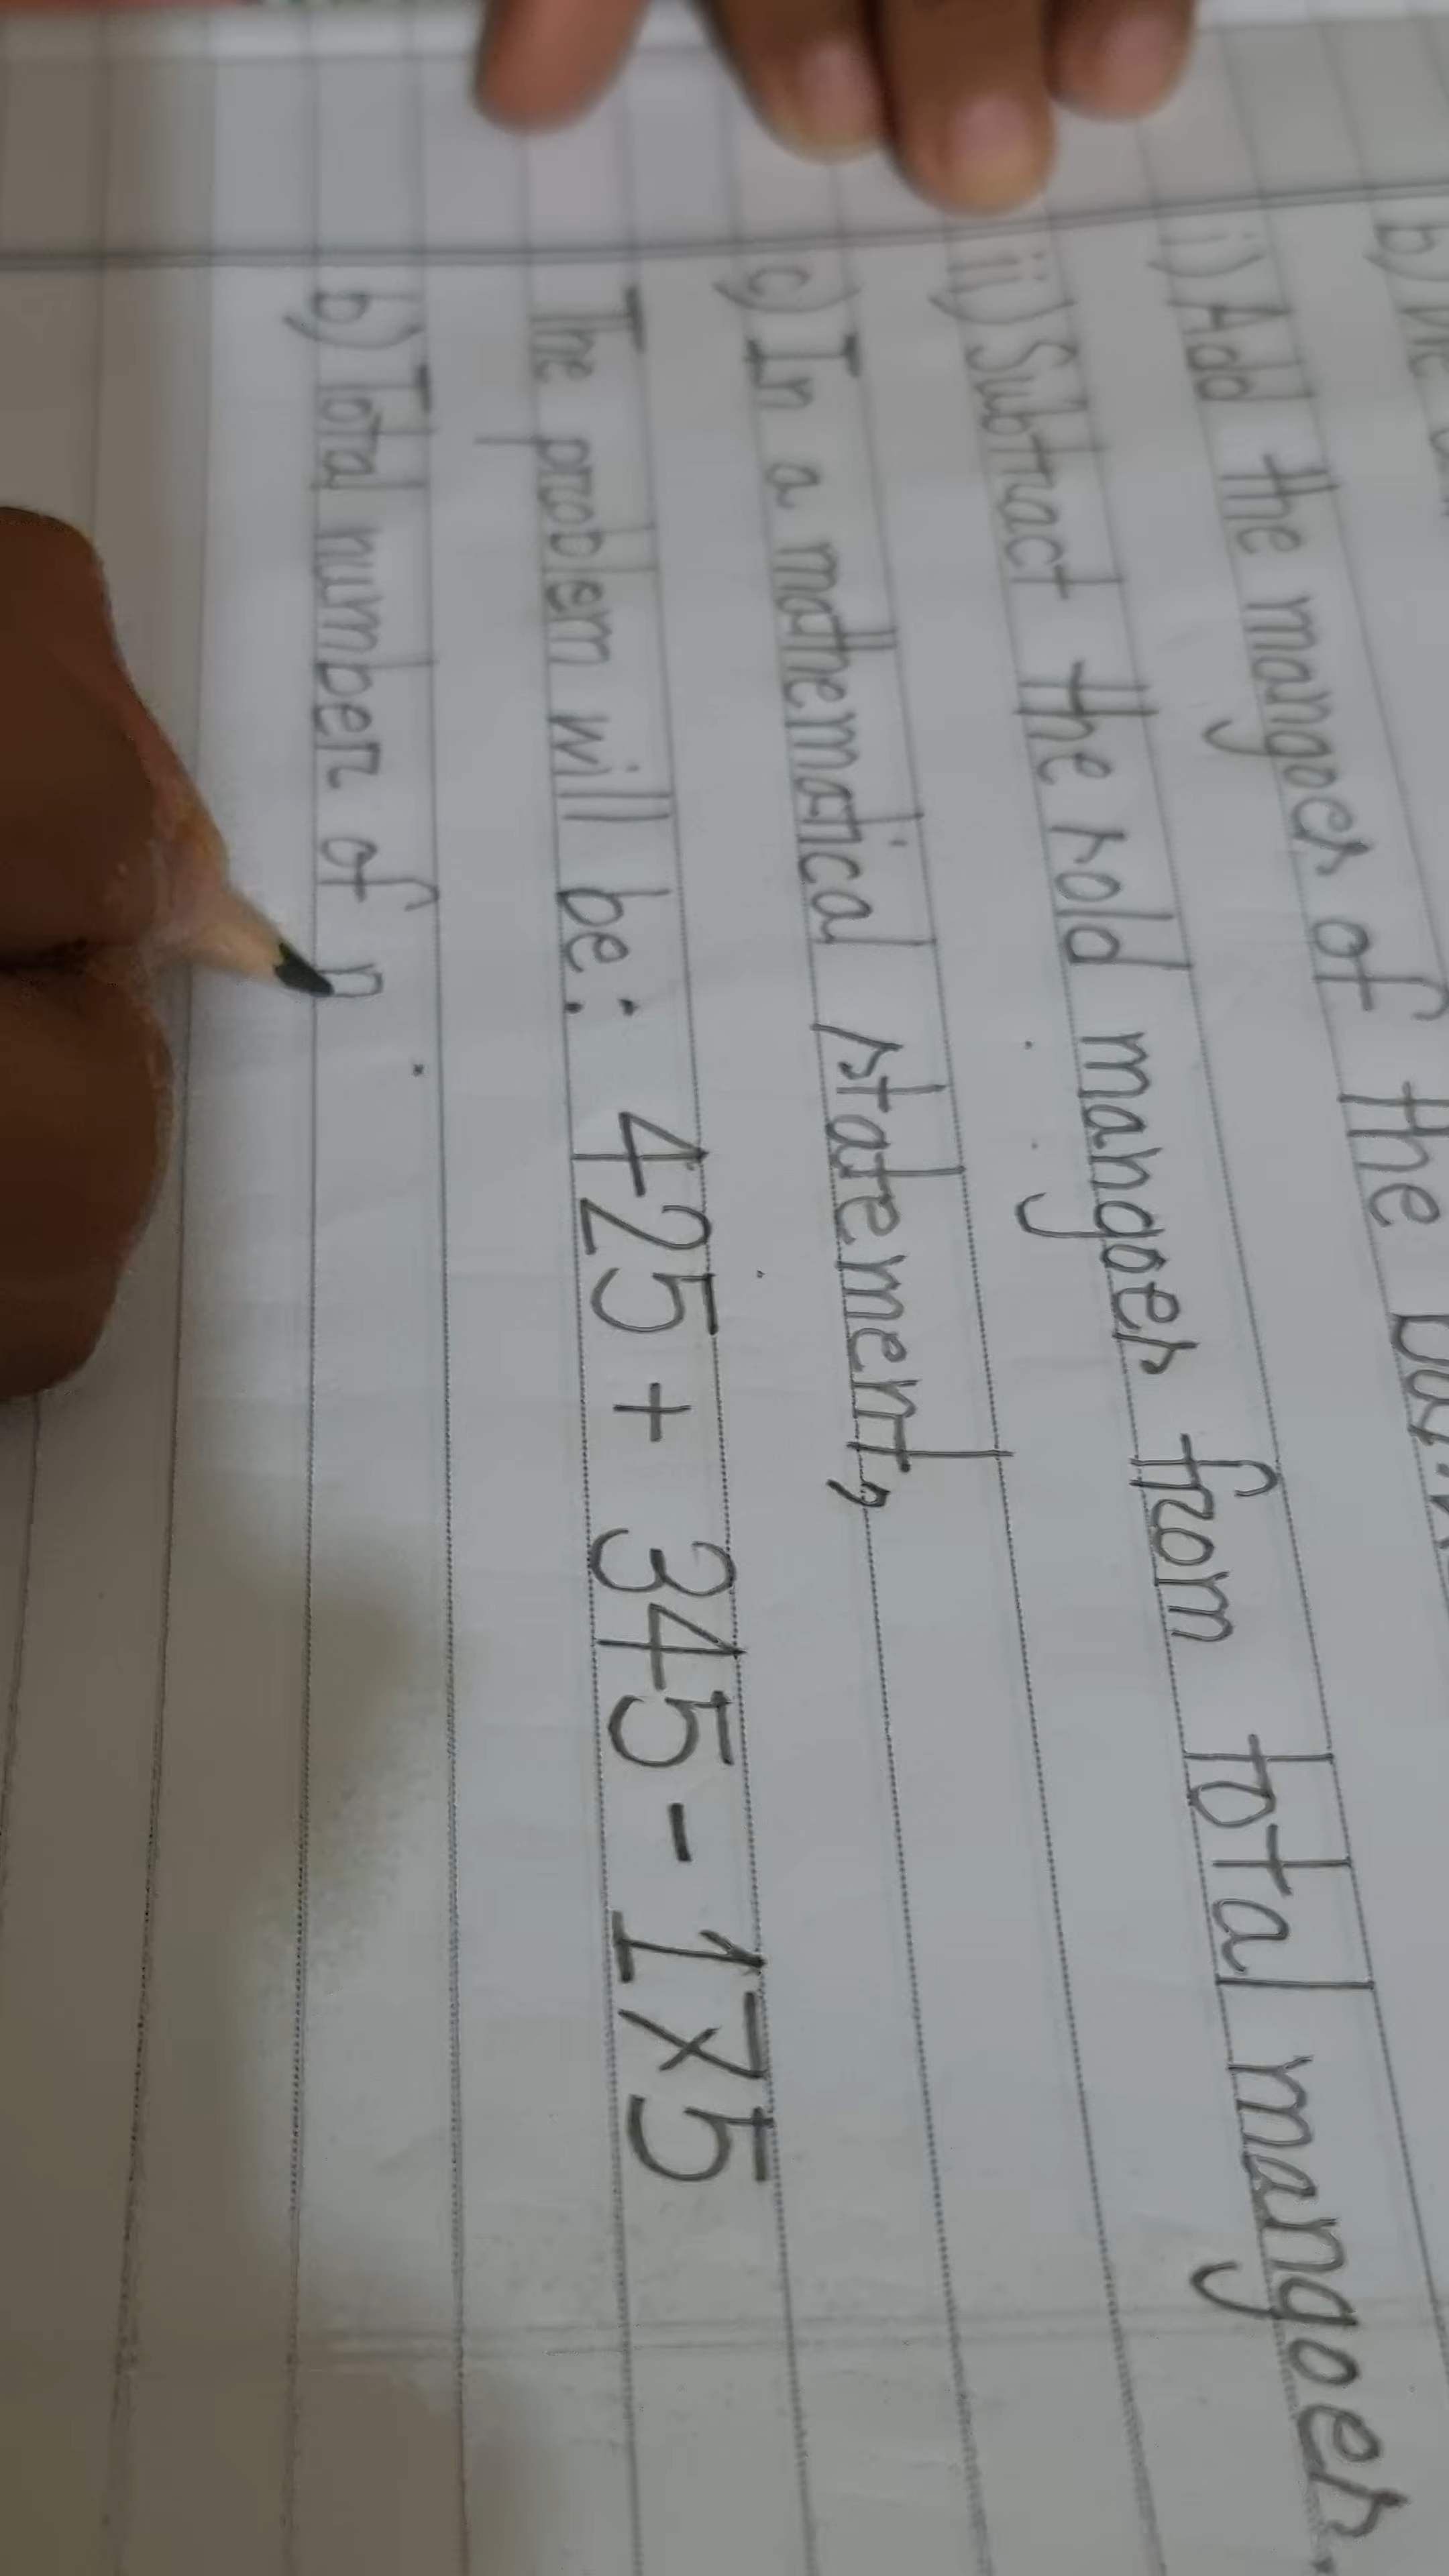 b) The
i) Add the mangoes of the
ii) Subtract the sold mangoes from total mangoes
c) In a mathematical statement,
The problem will be: 425 + 345 - 175
b) Total number of